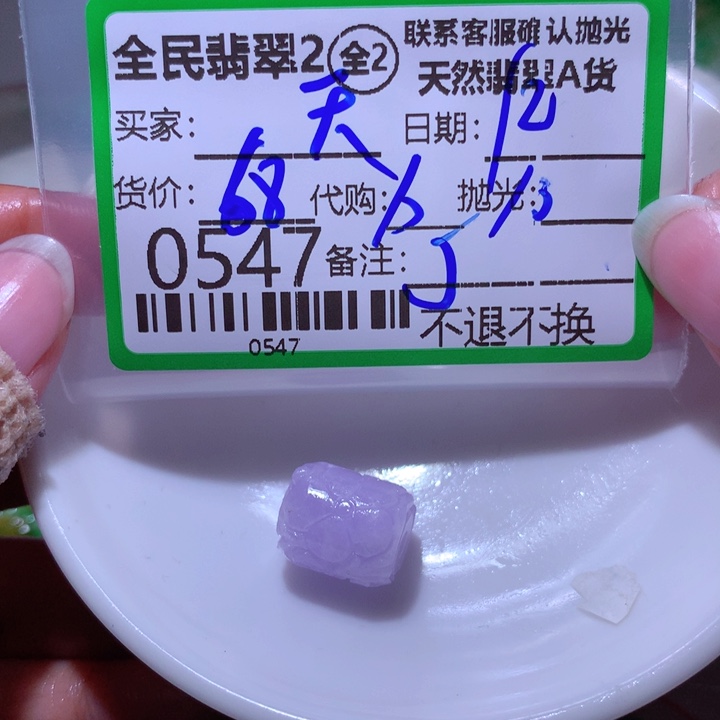 全民翡翠2 全2 联系客服确认抛光
天然翡翠A货
买家: 天 日期: 12
货价: 68 代购: 6 抛光: 13
0547 备注:
0547 不退不换